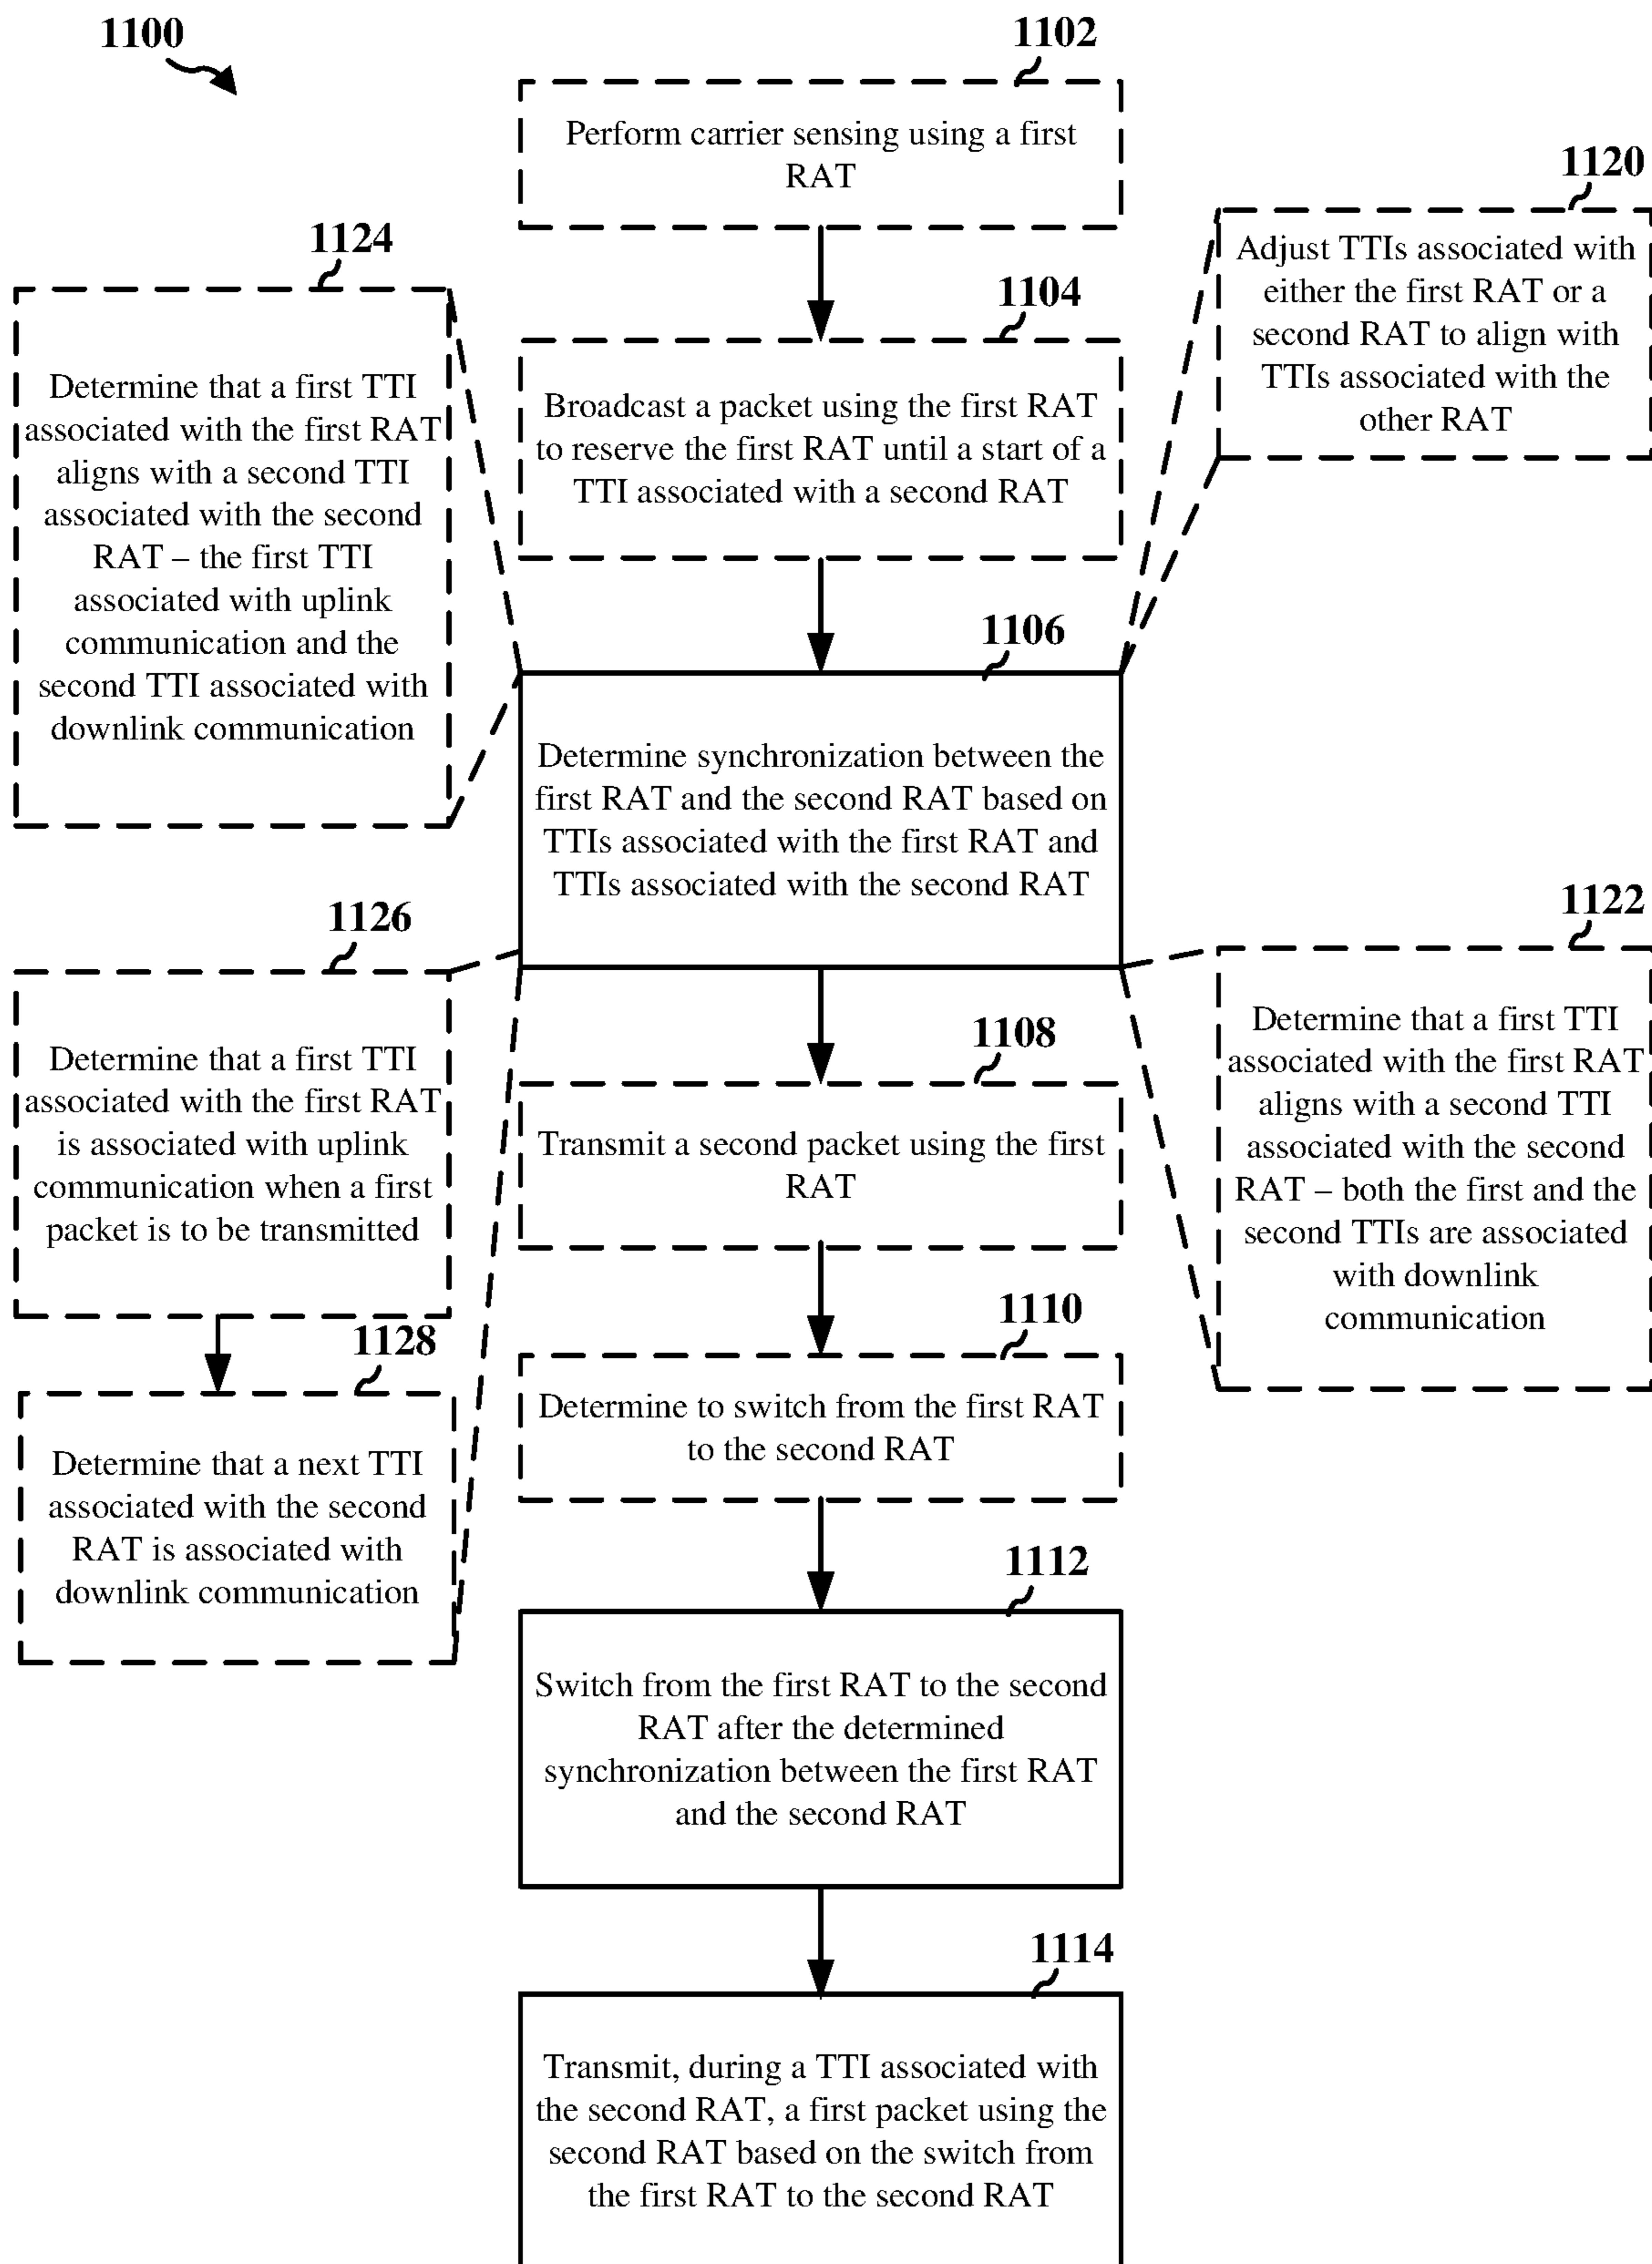 1100
1102
Perform carrier sensing using a first
RAT
1104
Broadcast a packet using the first RAT
to reserve the first RAT until a start of a
TTI associated with a second RAT
1106
Determine synchronization between the
first RAT and the second RAT based on
TTIs associated with the first RAT and
TTIs associated with the second RAT
1108
Transmit a second packet using the first
RAT
1110
Determine to switch from the first RAT
to the second RAT
1112
Switch from the first RAT to the second
RAT after the determined
synchronization between the first RAT
and the second RAT
1114
Transmit, during a TTI associated with
the second RAT, a first packet using the
second RAT based on the switch from
the first RAT to the second RAT
1120
Adjust TTIs associated with
either the first RAT or a
second RAT to align with
TTIs associated with the
other RAT
1122
Determine that a first TTI
associated with the first RAT
aligns with a second TTI
associated with the second
RAT – both the first and the
second TTIs are associated
with downlink
communication
1124
Determine that a first TTI
associated with the first RAT
aligns with a second TTI
associated with the second
RAT – the first TTI
associated with uplink
communication and the
second TTI associated with
downlink communication
1126
Determine that a first TTI
associated with the first RAT
is associated with uplink
communication when a first
packet is to be transmitted
1128
Determine that a next TTI
associated with the second
RAT is associated with
downlink communication